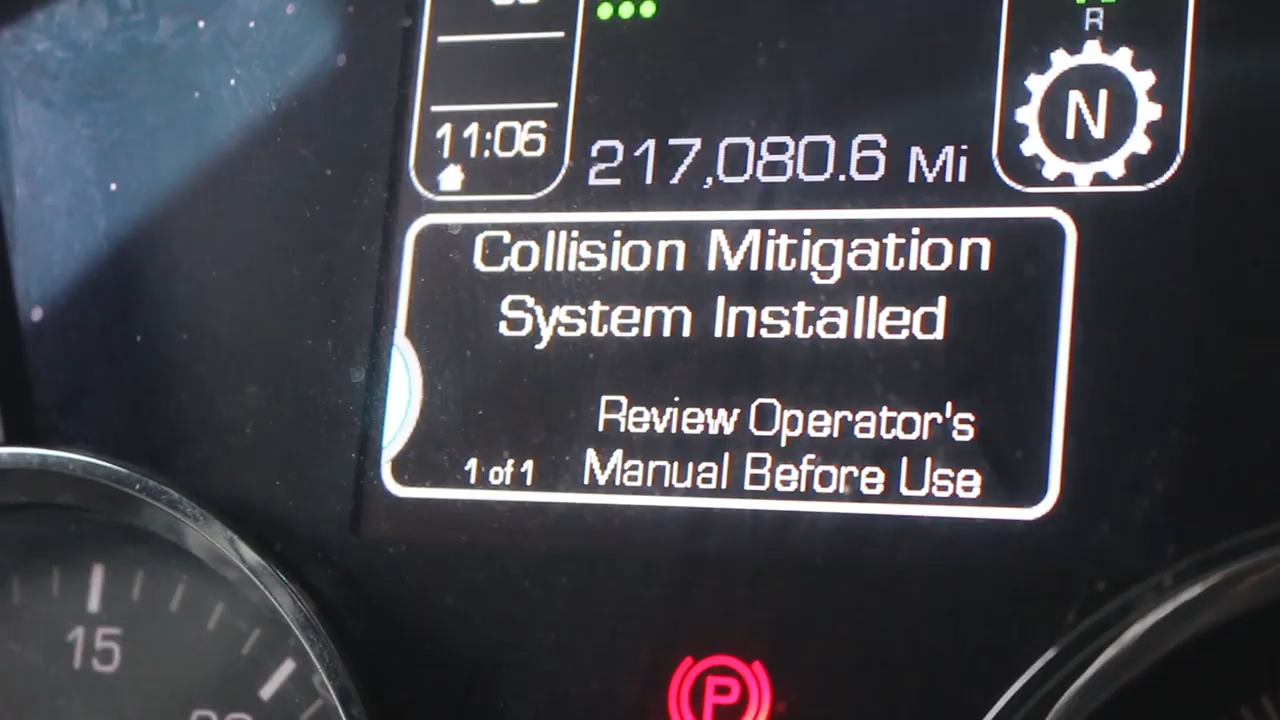 R
N
11:06
217,080.6 Mi
Collision Mitigation
System Installed
Review Operator's
1 of 1 Manual Before Use
15
P